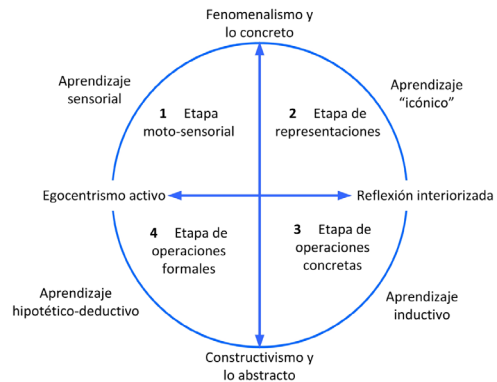 Fenomenalismo y
lo concreto
Aprendizaje
sensorial
Aprendizaje
“icónico”
1 Etapa
moto-sensorial
2 Etapa de
representaciones
Egocentrismo activo
Reflexión interiorizada
4 Etapa de
operaciones
formales
3 Etapa de
operaciones
concretas
Aprendizaje
hipotético-deductivo
Aprendizaje
inductivo
Constructivismo y
lo abstracto